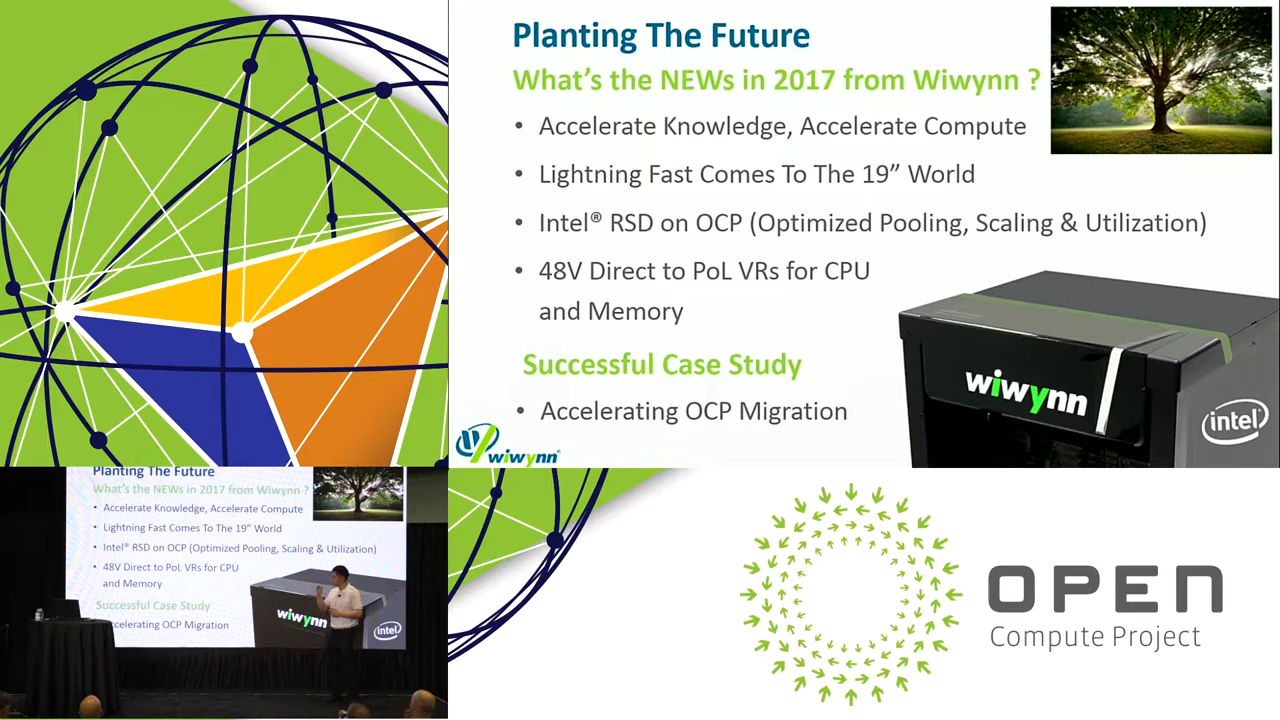 Planting The Future
What's the NEWs in 2017 from Wiwynn ?
• Accelerate Knowledge, Accelerate Compute
• Lightning Fast Comes To The 19” World
• Intel® RSD on OCP (Optimized Pooling, Scaling & Utilization)
• 48V Direct to PoL VRs for CPU
and Memory
Successful Case Study
• Accelerating OCP Migration
wiwynn
intel
wiwynn®
Planting The Future
What's the NEWs in 2017 from Wiwynn ?
• Accelerate Knowledge, Accelerate Compute
• Lightning Fast Comes To The 19” World
• Intel® RSD on OCP (Optimized Pooling, Scaling & Utilization)
• 48V Direct to PoL VRs for CPU
and Memory
Successful Case Study
ccelerating OCP Migration
wiwynn
intel
OPEN
Compute Project